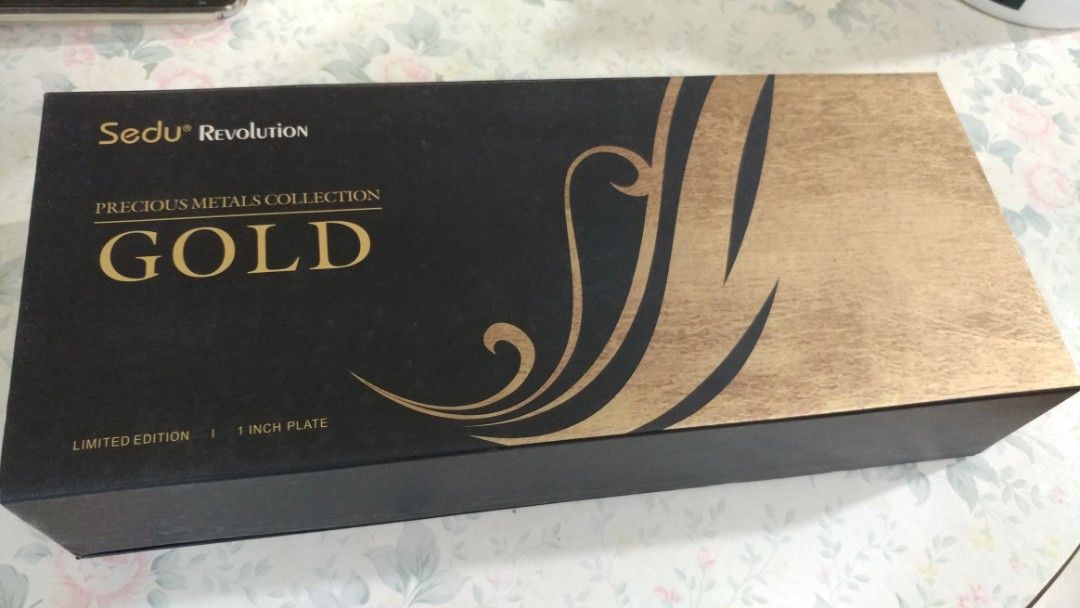 Sedu® REVOLUTION
PRECIOUS METALS COLLECTION
GOLD
LIMITED EDITION | 1 INCH PLATE